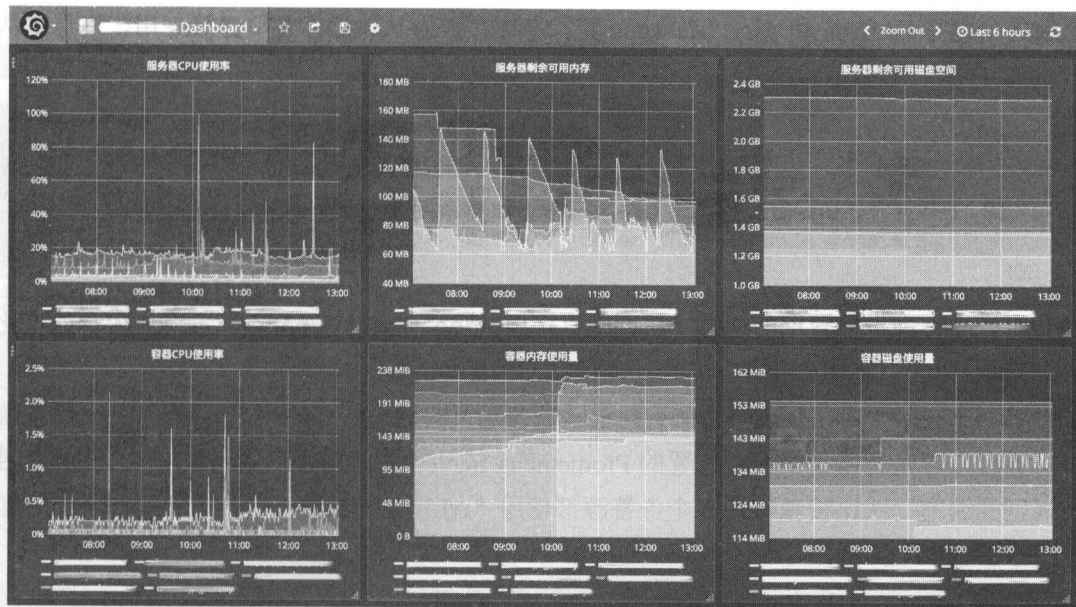 Dashboard
Zoom Out Last 6 hours
服务器CPU使用率
120%
100%
80%
60%
40%
20%
0%
08:00 09:00 10:00 11:00 12:00 13:00
服务器剩余可用内存
180 MB
160 MB
140 MB
120 MB
100 MB
80 MB
60 MB
40 MB
08:00 09:00 10:00 11:00 12:00 13:00
服务器剩余可用磁盘空间
2.4 GB
2.2 GB
2.0 GB
1.8 GB
1.6 GB
1.4 GB
1.2 GB
1.0 GB
08:00 09:00 10:00 11:00 12:00 13:00
容器CPU使用率
2.5%
2.0%
1.5%
1.0%
0.5%
0%
08:00 09:00 10:00 11:00 12:00 13:00
容器内存使用量
238 MiB
191 MiB
143 MiB
95 MiB
48 MiB
0 B
08:00 09:00 10:00 11:00 12:00 13:00
容器磁盘使用量
162 MiB
153 MiB
143 MiB
134 MiB
124 MiB
114 MiB
08:00 09:00 10:00 11:00 12:00 13:00